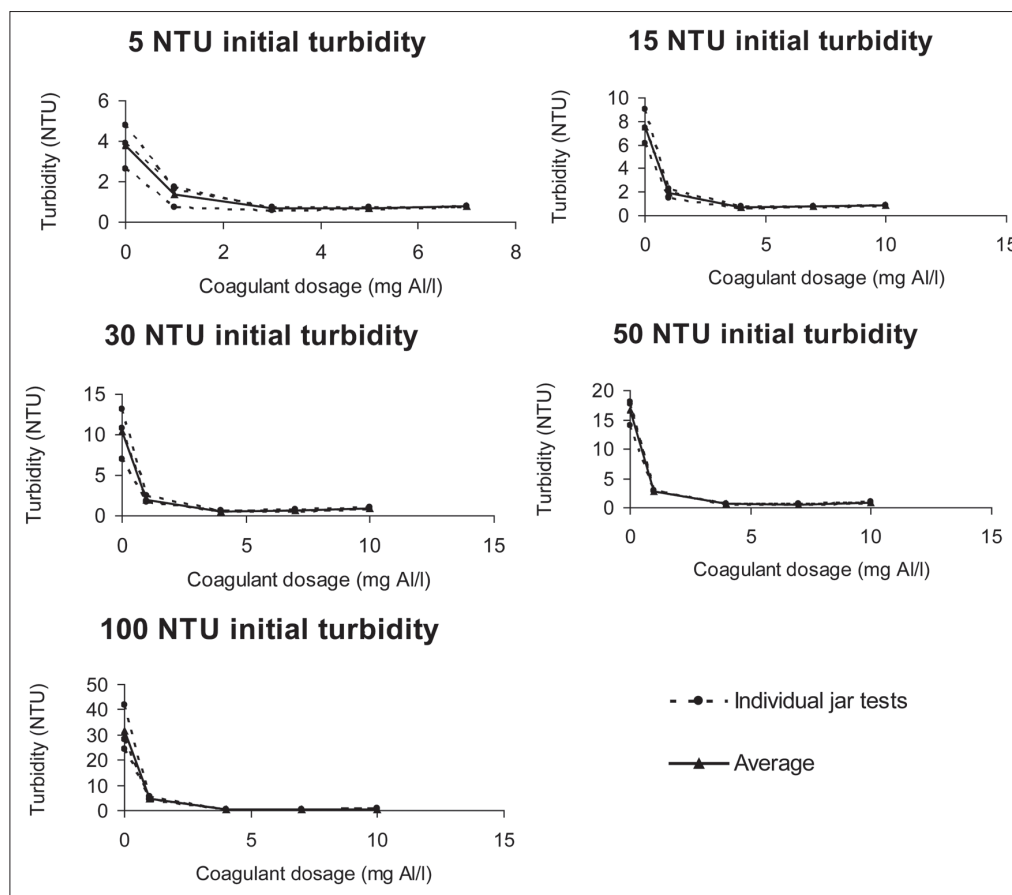 5 NTU initial turbidity
Turbidity (NTU)
6
4
2
0
0 2 4 6 8
Coagulant dosage (mg Al/l)
15 NTU initial turbidity
Turbidity (NTU)
10
8
6
4
2
0
0 5 10 15
Coagulant dosage (mg Al/l)
30 NTU initial turbidity
Turbidity (NTU)
15
10
5
0
0 5 10 15
Coagulant dosage (mg Al/l)
50 NTU initial turbidity
Turbidity (NTU)
20
15
10
5
0
0 5 10 15
Coagulant dosage (mg Al/l)
100 NTU initial turbidity
Turbidity (NTU)
50
40
30
20
10
0
0 5 10 15
Coagulant dosage (mg Al/l)
Individual jar tests
Average